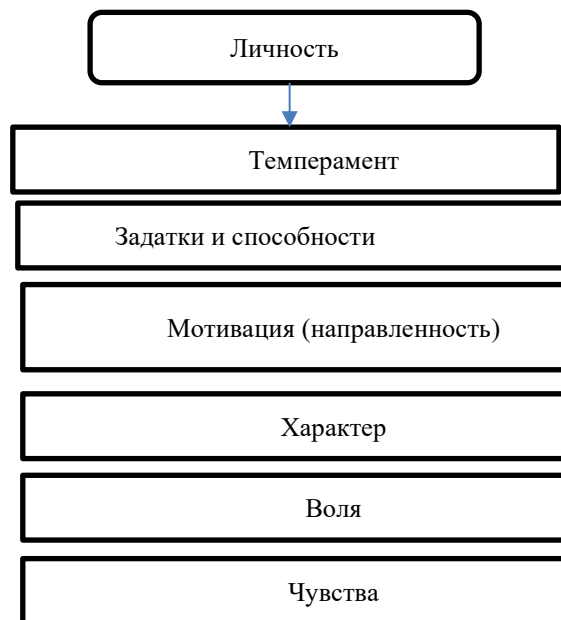 Личность
Темперамент
Задатки и способности
Мотивация (направленность)
Характер
Воля
Чувства